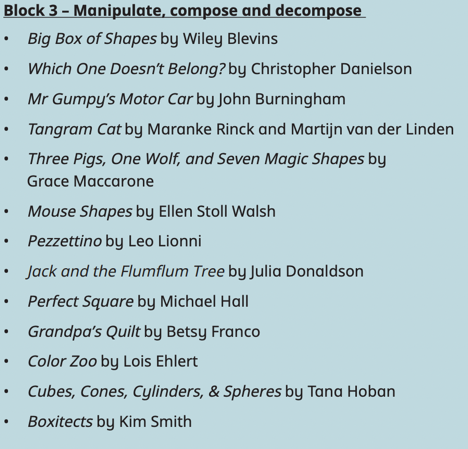 Block 3 – Manipulate, compose and decompose
• Big Box of Shapes by Wiley Blevins
• Which One Doesn’t Belong? by Christopher Danielson
• Mr Gumpy’s Motor Car by John Burningham
• Tangram Cat by Maranke Rinck and Martijn van der Linden
• Three Pigs, One Wolf, and Seven Magic Shapes by
Grace Maccarone
• Mouse Shapes by Ellen Stoll Walsh
• Pezzettino by Leo Lionni
• Jack and the Flumflum Tree by Julia Donaldson
• Perfect Square by Michael Hall
• Grandpa’s Quilt by Betsy Franco
• Color Zoo by Lois Ehlert
• Cubes, Cones, Cylinders, & Spheres by Tana Hoban
• Boxitects by Kim Smith